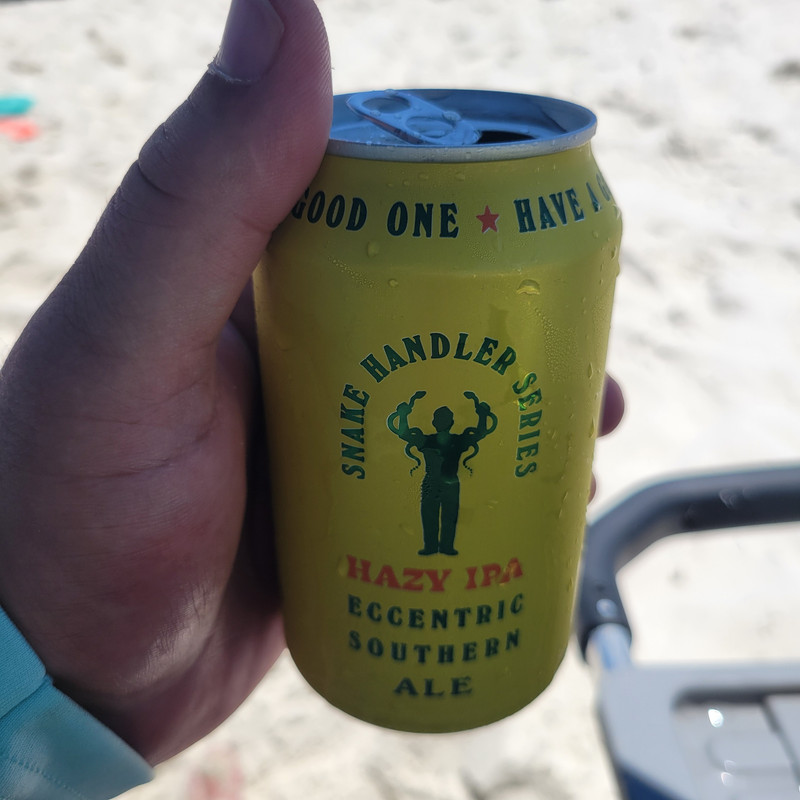 GOOD ONE ★ HAVE A
SNAKE HANDLER SERIES
HAZY IPA
ECCENTRIC
SOUTHERN
ALE